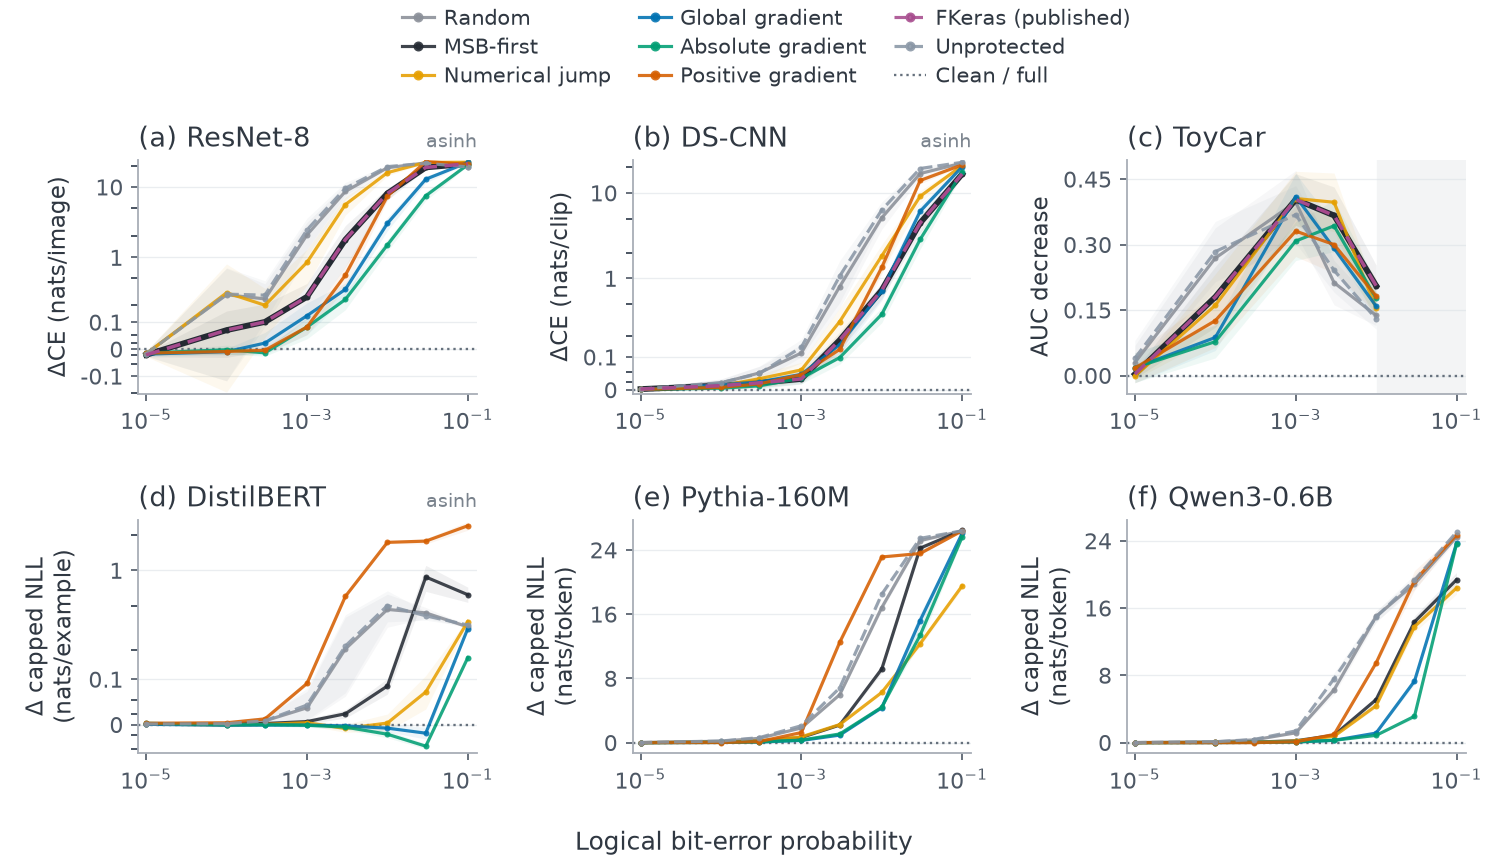 Random
MSB-first
Numerical jump
Global gradient
Absolute gradient
Positive gradient
FKeras (published)
Unprotected
Clean / full
(a) ResNet-8
asinh
ΔCE (nats/image)
10
1
0.1
0
-0.1
10⁻⁵
10⁻³
10⁻¹
(b) DS-CNN
asinh
ΔCE (nats/clip)
10
1
0.1
0
10⁻⁵
10⁻³
10⁻¹
(c) ToyCar
AUC decrease
0.45
0.30
0.15
0.00
10⁻⁵
10⁻³
10⁻¹
(d) DistilBERT
asinh
Δ capped NLL
(nats/example)
1
0.1
0
10⁻⁵
10⁻³
10⁻¹
(e) Pythia-160M
Δ capped NLL
(nats/token)
24
16
8
0
10⁻⁵
10⁻³
10⁻¹
(f) Qwen3-0.6B
Δ capped NLL
(nats/token)
24
16
8
0
10⁻⁵
10⁻³
10⁻¹
Logical bit-error probability